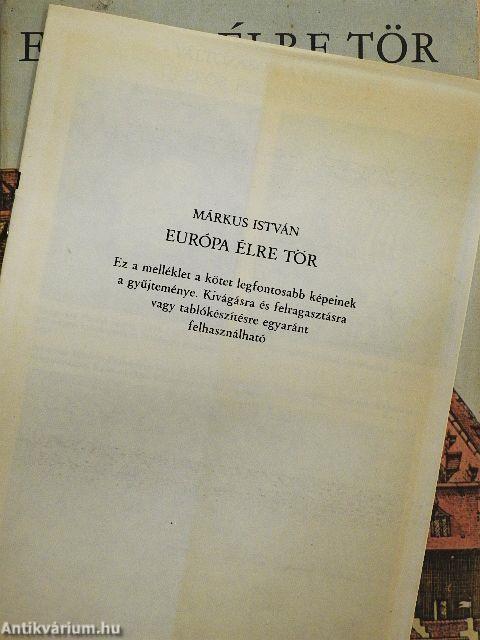 E ÉLRE TÖR
MÁRKUS ISTVÁN
EURÓPA ÉLRE TÖR
Ez a melléklet a kötet legfontosabb képeinek
a gyűjteménye. Kivágásra és felragasztásra
vagy tablókészítésre egyaránt
felhasználható
Antikvárium.hu